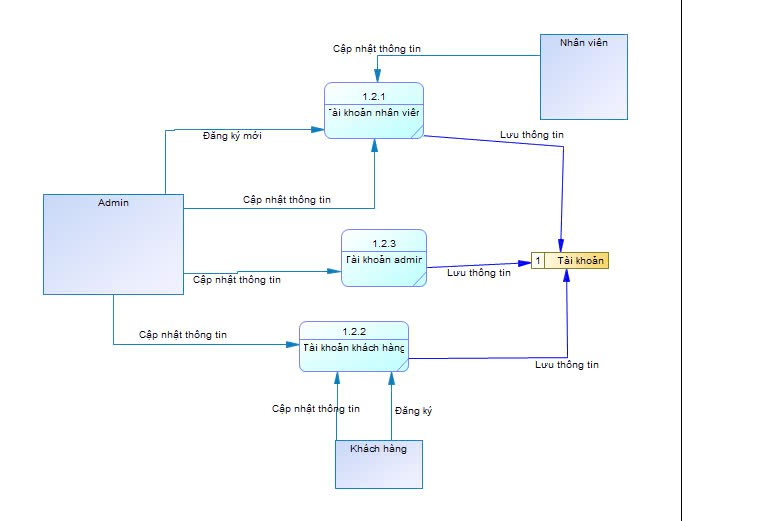 Nhân viên
Cập nhật thông tin
1.2.1
Tài khoản nhân viên
Đăng ký mới
Lưu thông tin
Admin
Cập nhật thông tin
1.2.3
Tài khoản admin
Cập nhật thông tin
Lưu thông tin
1 Tài khoản
Cập nhật thông tin
1.2.2
Tài khoản khách hàng
Lưu thông tin
Cập nhật thông tin
Đăng ký
Khách hàng